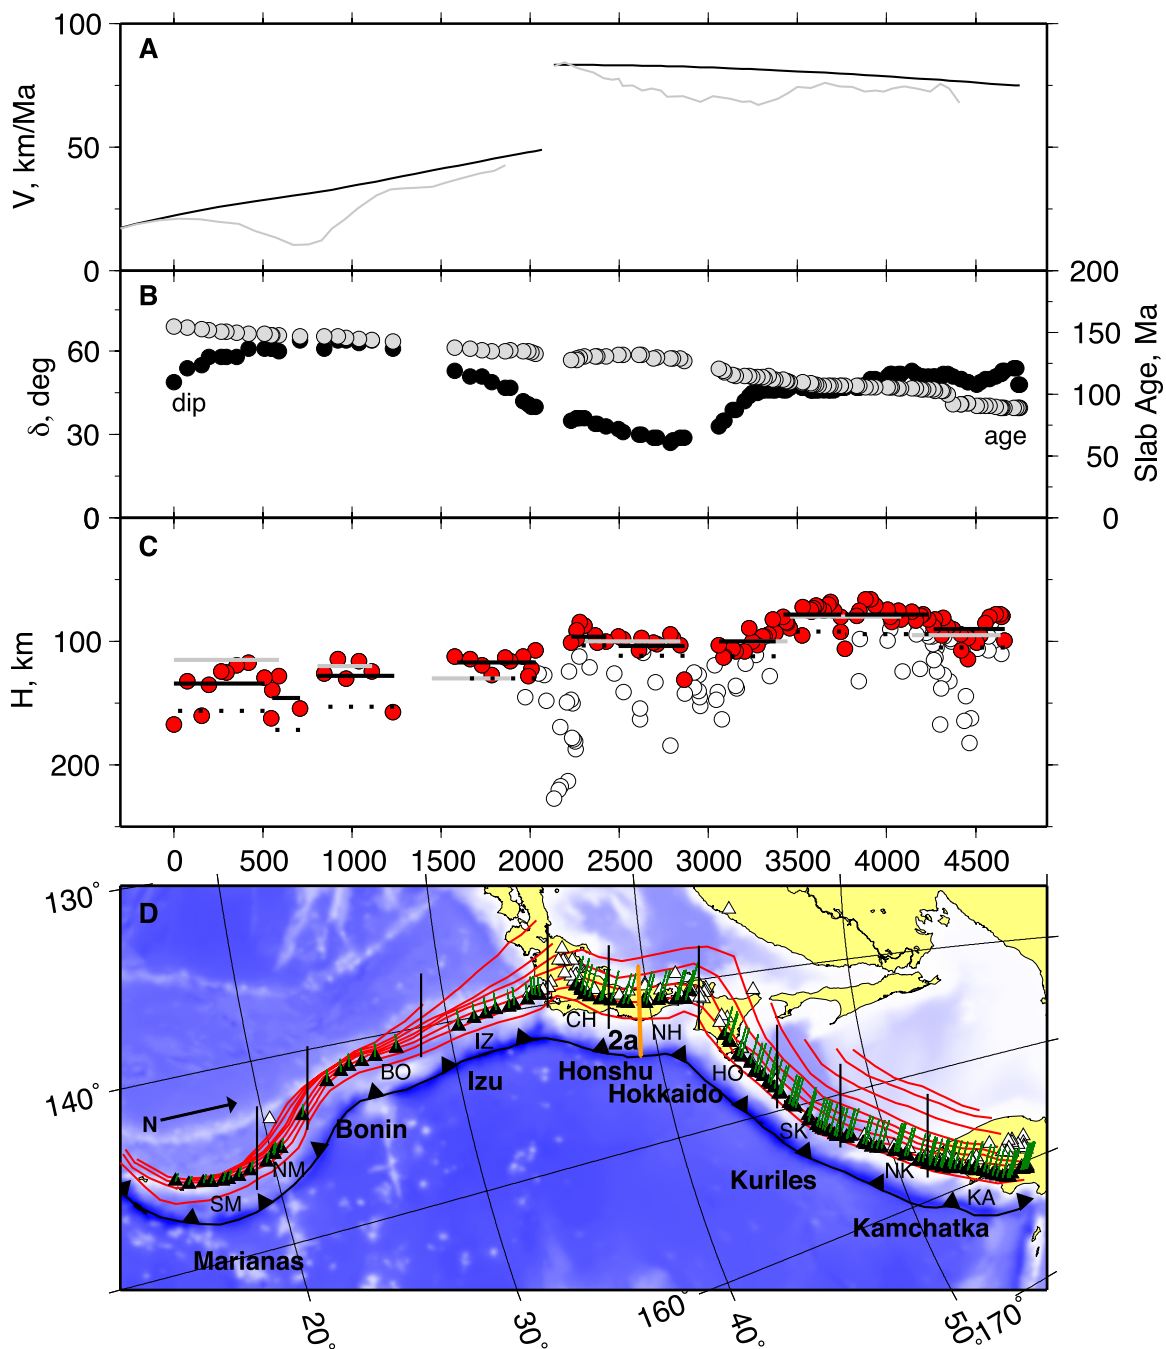 100
A
V, km/Ma
50
0
200
B
150
60
dip
δ, deg
100
Slab Age, Ma
30
age
50
0
0
C
100
H, km
200
0 500 1000 1500 2000 2500 3000 3500 4000 4500
130°
D
CH
NH
2a
IZ
Honshu
HO
BO
Izu
Hokkaido
140°
N
Bonin
SK
NM
NK
Kuriles
KA
SM
Kamchatka
Marianas
160°
170°
20°
30°
40°
50°